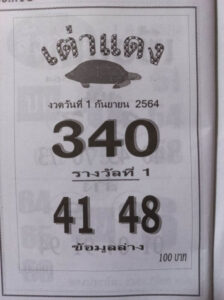 เต่าแดง
งวดวันที่ 1 กันยายน 2564
340
รางวัลที่ 1
41 48
ข้อมูลล่าง
100 บาท